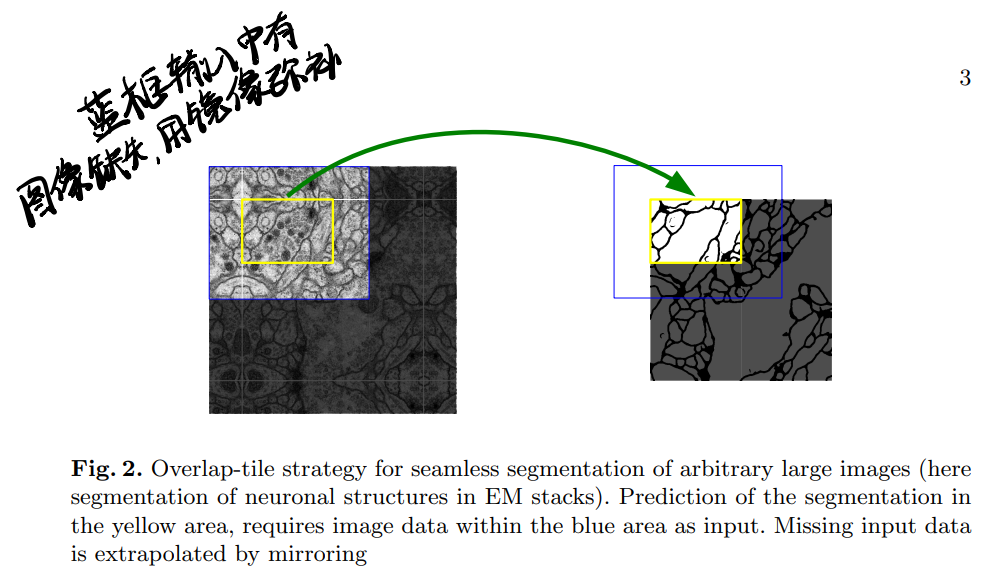 蓝框输入中有
图像缺失,用镜像弥补
3
Fig. 2. Overlap-tile strategy for seamless segmentation of arbitrary large images (here
segmentation of neuronal structures in EM stacks). Prediction of the segmentation in
the yellow area, requires image data within the blue area as input. Missing input data
is extrapolated by mirroring